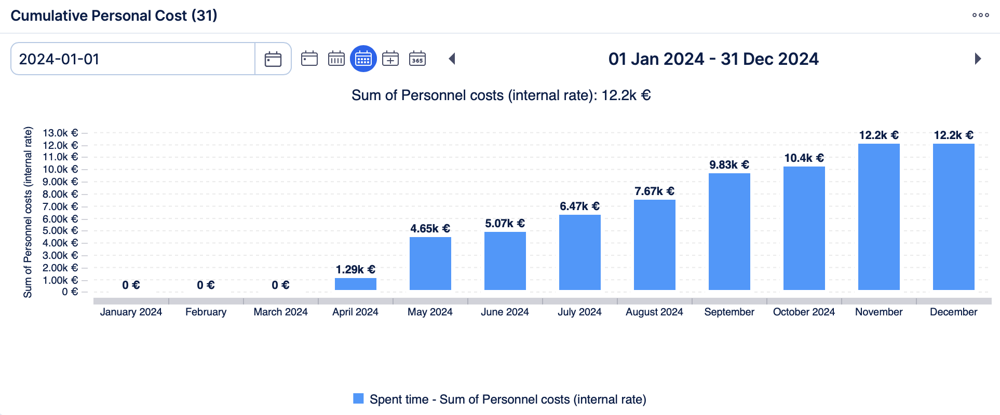 Cumulative Personal Cost (31)
2024-01-01
365
01 Jan 2024 - 31 Dec 2024
Sum of Personnel costs (internal rate): 12.2k €
Sum of Personnel costs (internal rate)
13.0k €
12.0k €
11.0k €
10.0k €
9.00k €
8.00k €
7.00k €
6.00k €
5.00k €
4.00k €
3.00k €
2.00k €
1.00k €
0 €
0 €
0 €
0 €
1.29k €
4.65k €
5.07k €
6.47k €
7.67k €
9.83k €
10.4k €
12.2k €
12.2k €
January 2024
February
March 2024
April 2024
May 2024
June 2024
July 2024
August 2024
September
October 2024
November
December
Spent time - Sum of Personnel costs (internal rate)